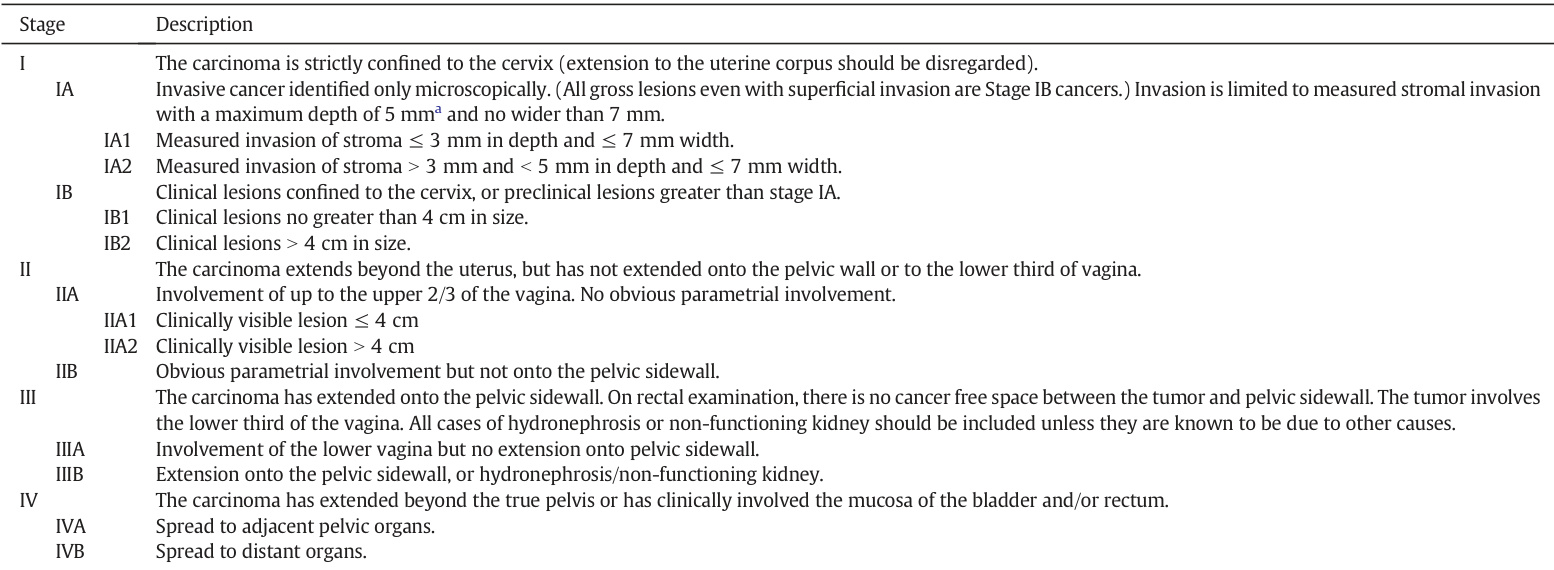 Stage Description
I The carcinoma is strictly confined to the cervix (extension to the uterine corpus should be disregarded).
IA Invasive cancer identified only microscopically. (All gross lesions even with superficial invasion are Stage IB cancers.) Invasion is limited to measured stromal invasion
with a maximum depth of 5 mmᵃ and no wider than 7 mm.
IA1 Measured invasion of stroma ≤ 3 mm in depth and ≤ 7 mm width.
IA2 Measured invasion of stroma > 3 mm and < 5 mm in depth and ≤ 7 mm width.
IB Clinical lesions confined to the cervix, or preclinical lesions greater than stage IA.
IB1 Clinical lesions no greater than 4 cm in size.
IB2 Clinical lesions > 4 cm in size.
II The carcinoma extends beyond the uterus, but has not extended onto the pelvic wall or to the lower third of vagina.
IIA Involvement of up to the upper 2/3 of the vagina. No obvious parametrial involvement.
IIA1 Clinically visible lesion ≤ 4 cm
IIA2 Clinically visible lesion > 4 cm
IIB Obvious parametrial involvement but not onto the pelvic sidewall.
III The carcinoma has extended onto the pelvic sidewall. On rectal examination, there is no cancer free space between the tumor and pelvic sidewall. The tumor involves
the lower third of the vagina. All cases of hydronephrosis or non-functioning kidney should be included unless they are known to be due to other causes.
IIIA Involvement of the lower vagina but no extension onto pelvic sidewall.
IIIB Extension onto the pelvic sidewall, or hydronephrosis/non-functioning kidney.
IV The carcinoma has extended beyond the true pelvis or has clinically involved the mucosa of the bladder and/or rectum.
IVA Spread to adjacent pelvic organs.
IVB Spread to distant organs.